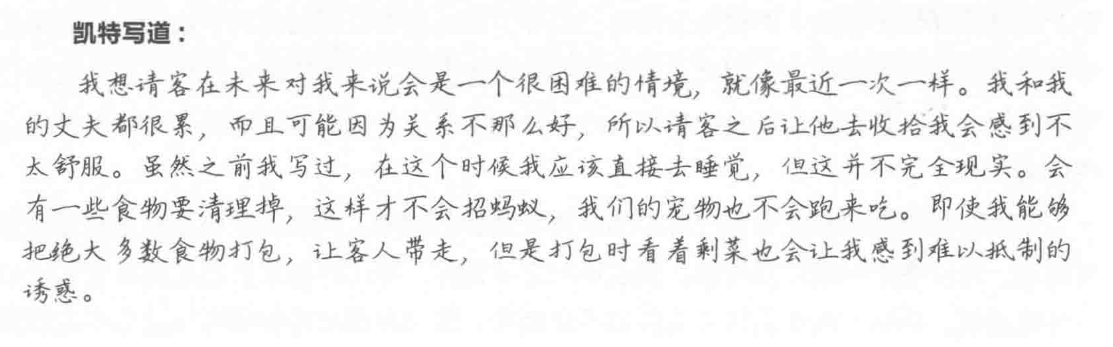 凯特写道：
我想请客在未来对我来说会是一个很困难的情境，就像最近一次一样。我和我
的丈夫都很累，而且可能因为关系不那么好，所以请客之后让他去收拾我会感到不
太舒服。虽然之前我写过，在这个时候我应该直接去睡觉，但这并不完全现实。会
有一些食物要清理掉，这样才不会招蚂蚁，我们的宠物也不会跑来吃。即使我能够
把绝大多数食物打包，让客人带走，但是打包时看着剩菜也会让我感到难以抵制的
诱惑。